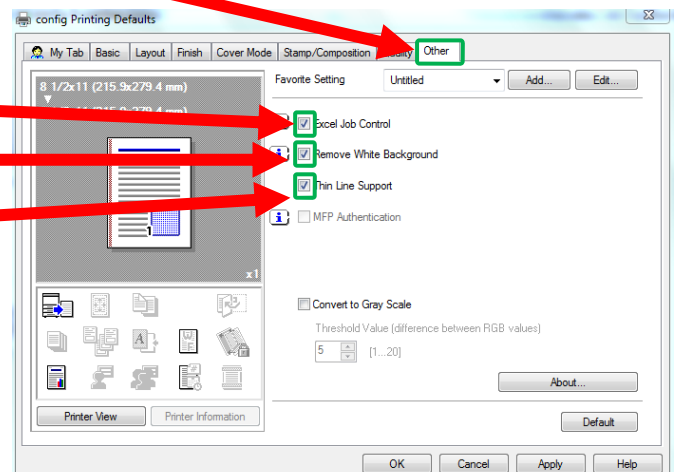 config Printing Defaults
My Tab Basic Layout Finish Cover Mode Stamp/Composition Other
8 1/2x11 (215.9x279.4 mm)
Favorite Setting Untitled Add... Edit...
Excel Job Control
Remove White Background
Thin Line Support
MFP Authentication
1
x1
Convert to Gray Scale
Threshold Value (difference between RGB values)
5 [1...20]
About...
Printer View Printer Information Default
OK Cancel Apply Help